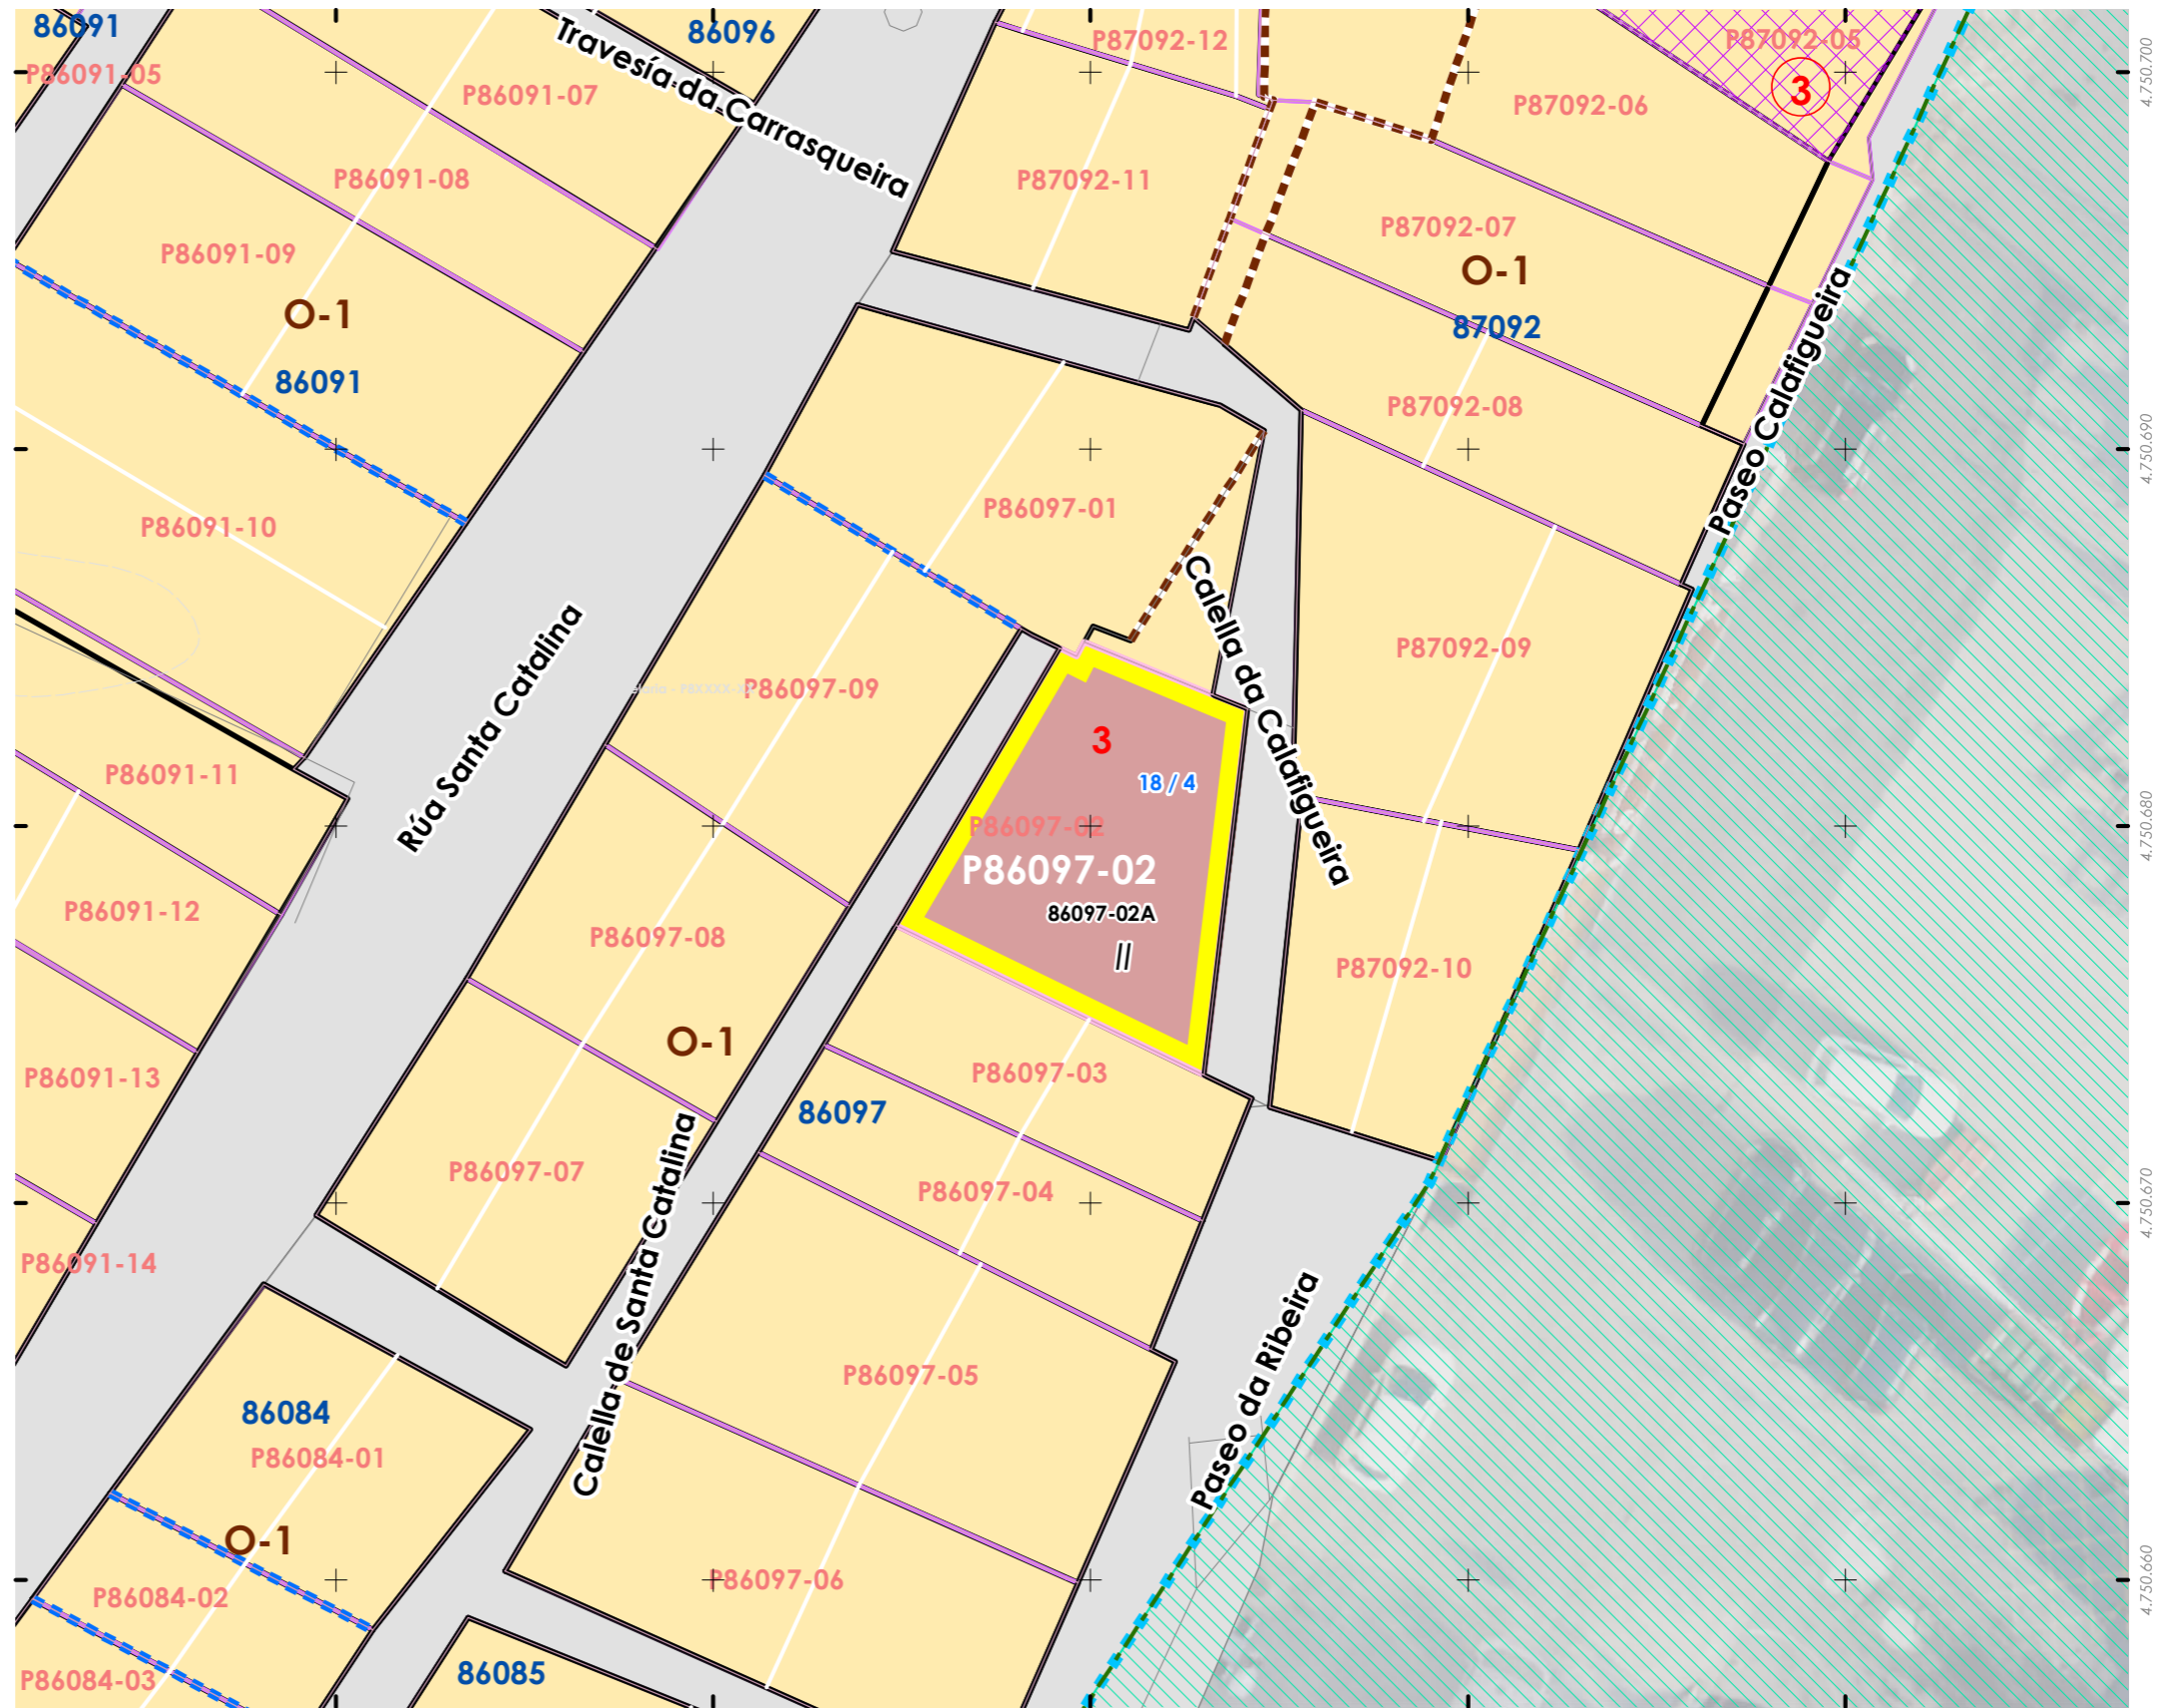 86091
86096
P87092-12
P87092-05
Travesía da Carrasqueira
P86091-05
P86091-07
3
P87092-06
4.750.700
P86091-08
P87092-11
P86091-09
P87092-07
O-1
O-1
86091
87092
P87092-08
Paseo Calafigueira
4.750.690
P86091-10
P86097-01
Calella da Calafigueira
P87092-09
Rúa Santa Catalina
P86097-09
3
18 / 4
P86091-11
P86097-02
4.750.680
P86097-02
86097-02A
II
P86091-12
P86097-08
P87092-10
O-1
P86091-13
P86097-03
86097
P86097-07
P86097-04
4.750.670
Calella de Santa Catalina
P86091-14
Paseo da Ribeira
P86097-05
86084
P86084-01
O-1
P86097-06
4.750.660
P86084-02
86085
P86084-03